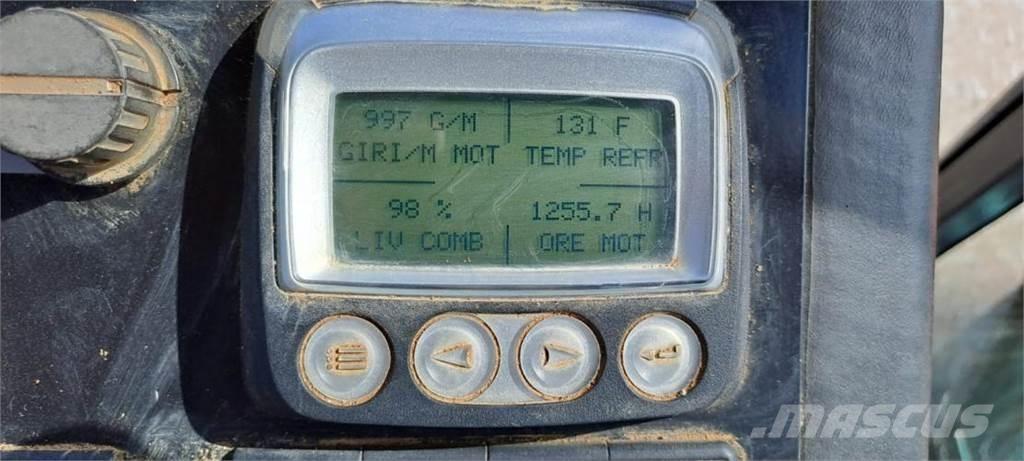 997 G/M 131 F
GIRI/M MOT TEMP REFR
98 % 1255.7 H
LIV COMB ORE MOT
MASCUS